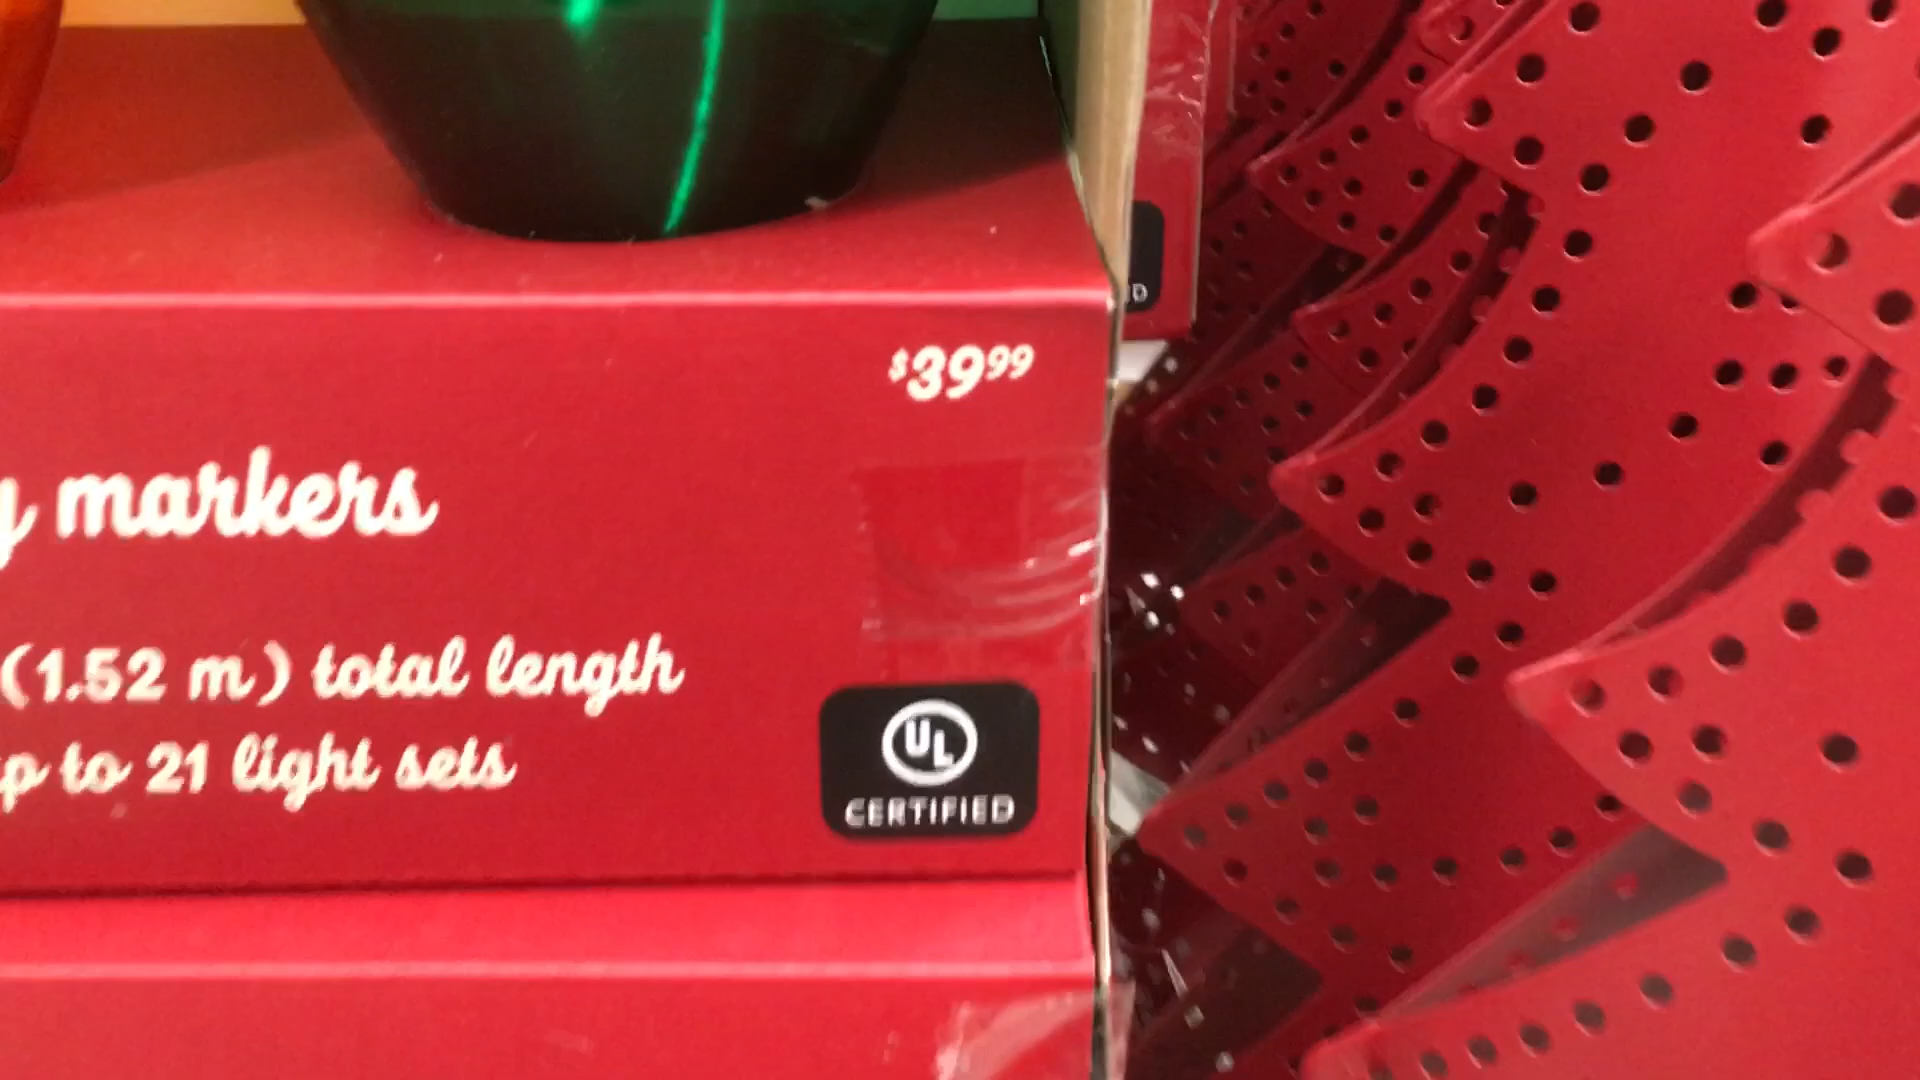 $39.99
markers
(1.52 m) total length
to 21 light sets
UL
CERTIFIED